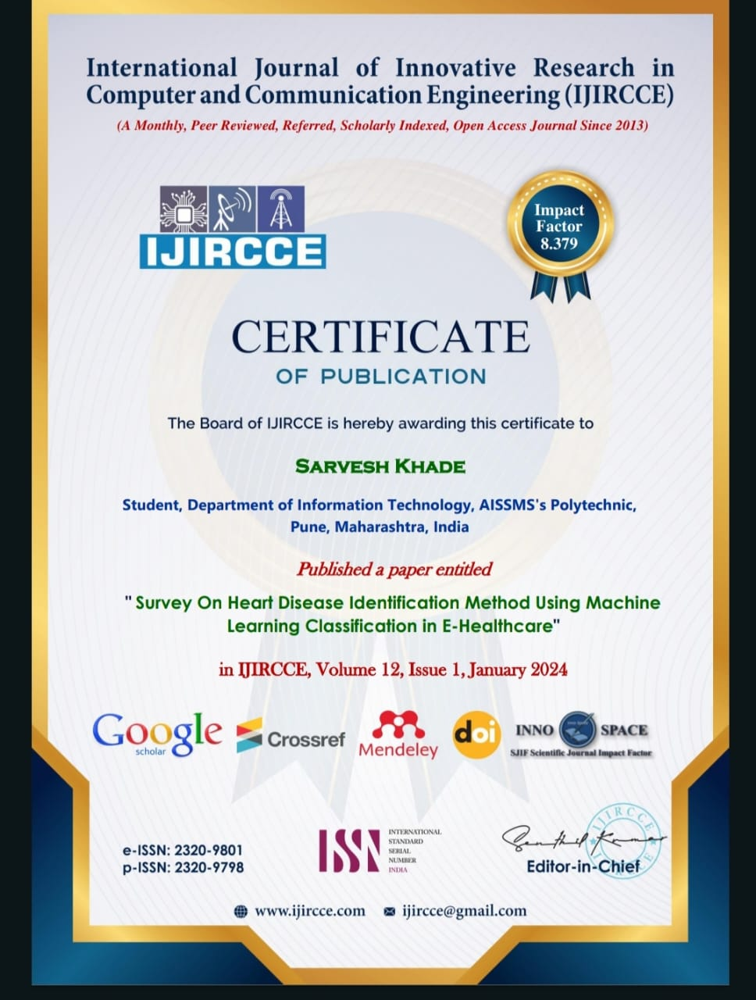 International Journal of Innovative Research in
Computer and Communication Engineering (IJIRCCE)
(A Monthly, Peer Reviewed, Referred, Scholarly Indexed, Open Access Journal Since 2013)
IJIRCCE
Impact
Factor
8.379
CERTIFICATE
OF PUBLICATION
The Board of IJIRCCE is hereby awarding this certificate to
SARVESH KHADE
Student, Department of Information Technology, AISSMS's Polytechnic,
Pune, Maharashtra, India
Published a paper entitled
" Survey On Heart Disease Identification Method Using Machine
Learning Classification in E-Healthcare"
in IJIRCCE, Volume 12, Issue 1, January 2024
Google
scholar
Crossref
Mendeley
doi
INNO SPACE
SJIF Scientific Journal Impact Factor
e-ISSN: 2320-9801
p-ISSN: 2320-9798
ISSN
INTERNATIONAL
STANDARD
SERIAL
NUMBER
INDIA
Senthil Kumar
IJIRCCE
Editor-in-Chief
www.ijircce.com ijircce@gmail.com